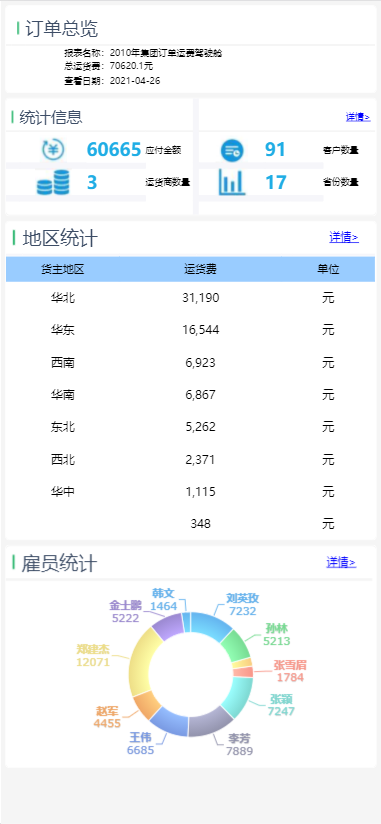 订单总览
报表名称：2010年集团订单运费驾驶舱
总运货费：70620.1元
查看日期：2021-04-26
统计信息
详情>
60665 应付金额
91 客户数量
3 运货商数量
17 省份数量
地区统计
详情>
货主地区 运货费 单位
华北 31,190 元
华东 16,544 元
西南 6,923 元
华南 6,867 元
东北 5,262 元
西北 2,371 元
华中 1,115 元
348 元
雇员统计
详情>
韩文
1464
刘英玫
7232
金士鹏
5222
孙林
5213
郑建杰
12071
张雪眉
1784
张颖
7247
赵军
4455
王伟
6685
李芳
7889